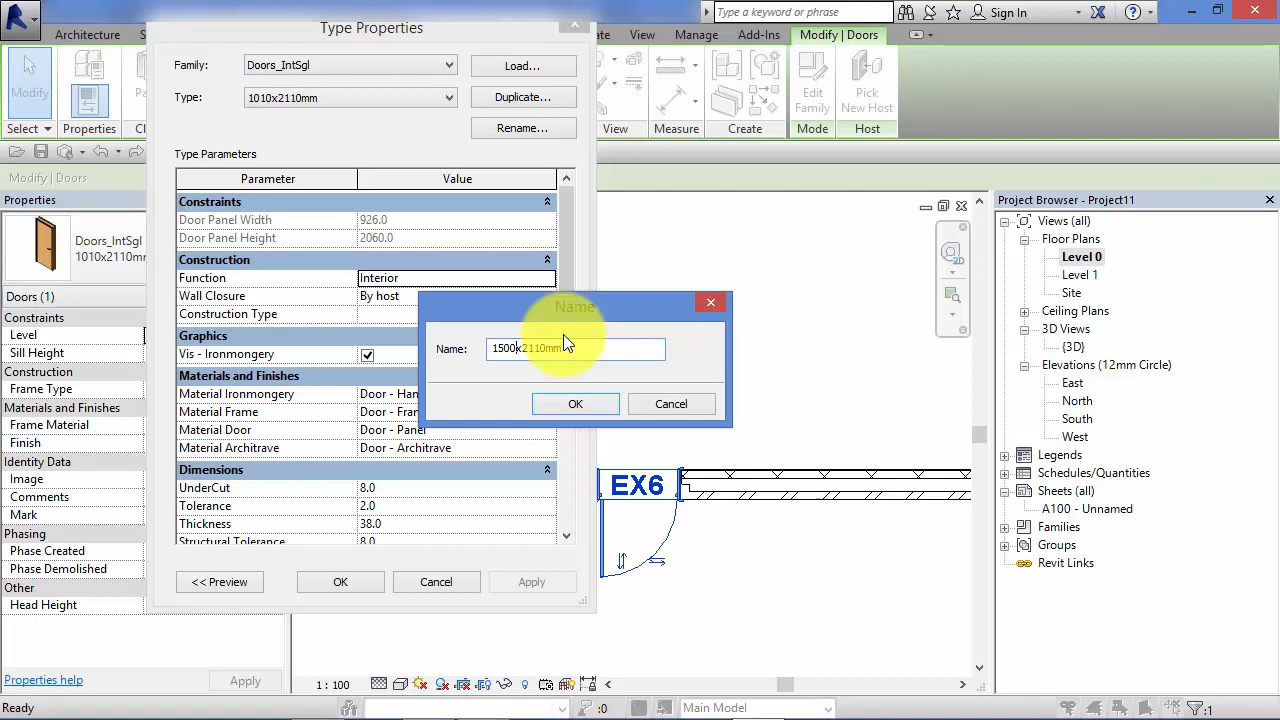 Type Properties
Type a keyword or phrase
Sign In
Architecture
View
Manage
Add-Ins
Modify | Doors
Modify
Select
Properties
View
Measure
Create
Edit
Family
Mode
Pick
New Host
Host
Modify | Doors
Family:
Doors_IntSgl
Load...
Type:
1010x2110mm
Duplicate...
Rename...
Type Parameters
Parameter
Value
Constraints
Door Panel Width
926.0
Door Panel Height
2060.0
Construction
Function
Interior
Wall Closure
By host
Construction Type
Graphics
Vis - Ironmongery
Materials and Finishes
Material Ironmongery
Door - Han
Material Frame
Door - Fra
Material Door
Door - Panel
Material Architrave
Door - Architrave
Dimensions
UnderCut
8.0
Tolerance
2.0
Thickness
38.0
Structural Tolerance
8.0
<< Preview
OK
Cancel
Apply
Name
Name:
1500x2110mm
OK
Cancel
Properties
Doors_IntSgl
1010x2110mm
Doors (1)
Constraints
Level
Sill Height
Construction
Frame Type
Materials and Finishes
Frame Material
Finish
Identity Data
Image
Comments
Mark
Phasing
Phase Created
Phase Demolished
Other
Head Height
Properties help
Apply
2D
EX6
1 : 100
Project Browser - Project11
Views (all)
Floor Plans
Level 0
Level 1
Site
Ceiling Plans
3D Views
{3D}
Elevations (12mm Circle)
East
North
South
West
Legends
Schedules/Quantities
Sheets (all)
A100 - Unnamed
Families
Groups
Revit Links
Ready
:0
Main Model
:1